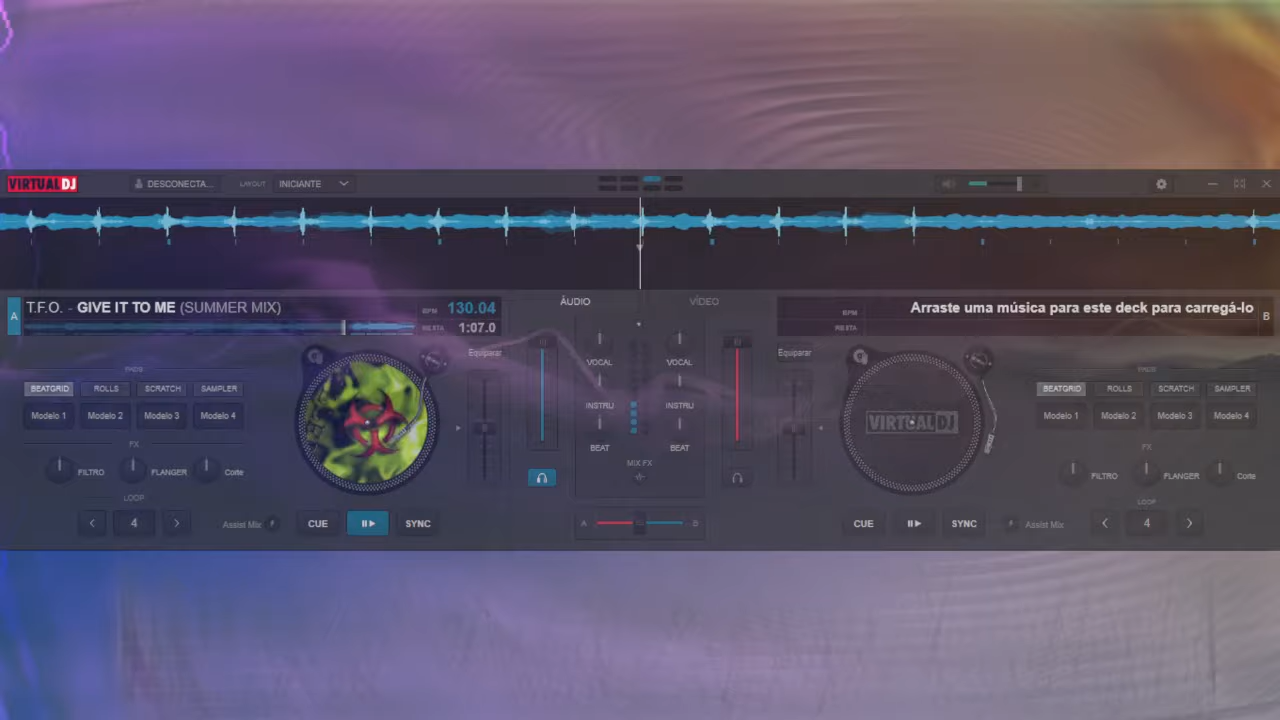 VIRTUAL DJ DESCONECTA... LAYOUT INICIANTE
T.F.O. - GIVE IT TO ME (SUMMER MIX) BPM 130.04
RESTA 1:07.0
A
ÁUDIO VÍDEO
BPM Arraste uma música para este deck para carregá-lo
RESTA
B
Equiparar
PADS
BEATGRID ROLLS SCRATCH SAMPLER
Modelo 1 Modelo 2 Modelo 3 Modelo 4
FX
FILTRO FLANGER Corte
LOOP
4 Assist Mix CUE SYNC
VOCAL VOCAL
INSTRU INSTRU
BEAT BEAT
MIX FX
A B
Equiparar
VIRTUAL DJ
PADS
BEATGRID ROLLS SCRATCH SAMPLER
Modelo 1 Modelo 2 Modelo 3 Modelo 4
FX
FILTRO FLANGER Corte
LOOP
CUE SYNC Assist Mix 4